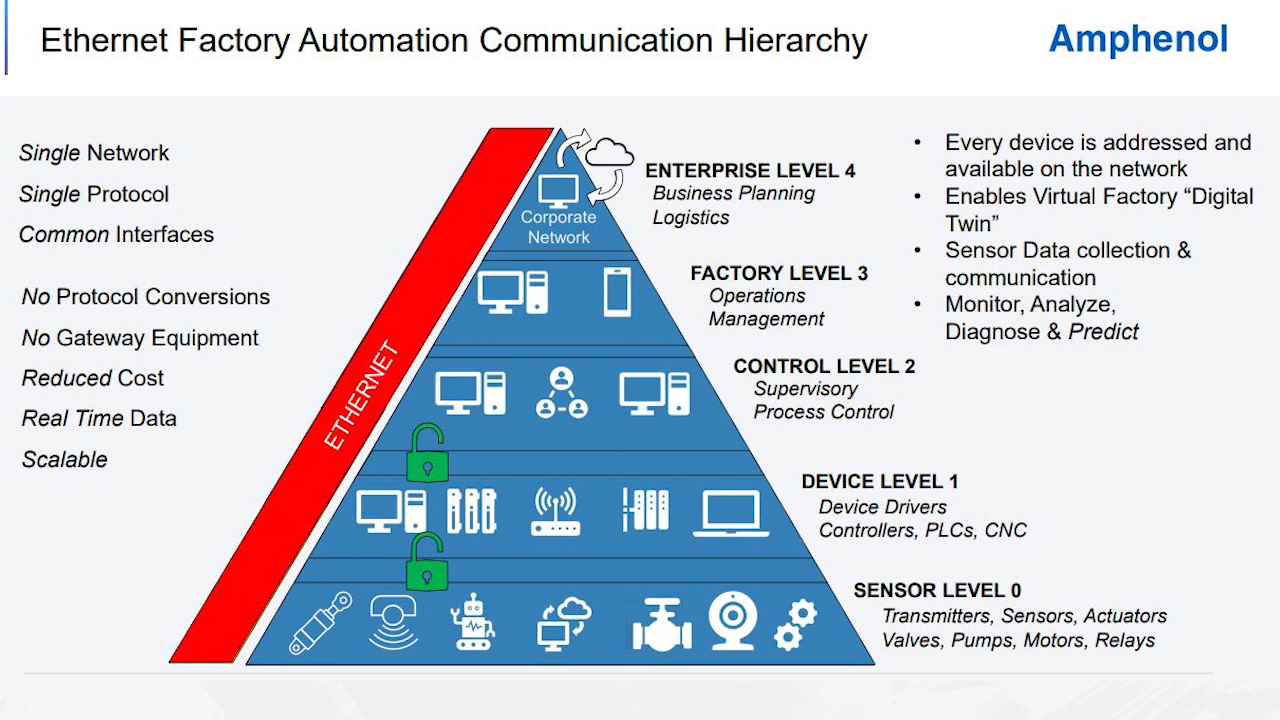 Ethernet Factory Automation Communication Hierarchy
Amphenol
Single Network
Single Protocol
Common Interfaces
No Protocol Conversions
No Gateway Equipment
Reduced Cost
Real Time Data
Scalable
ETHERNET
Corporate
Network
ENTERPRISE LEVEL 4
Business Planning
Logistics
FACTORY LEVEL 3
Operations
Management
CONTROL LEVEL 2
Supervisory
Process Control
DEVICE LEVEL 1
Device Drivers
Controllers, PLCs, CNC
SENSOR LEVEL 0
Transmitters, Sensors, Actuators
Valves, Pumps, Motors, Relays
• Every device is addressed and
available on the network
• Enables Virtual Factory “Digital
Twin”
• Sensor Data collection &
communication
• Monitor, Analyze,
Diagnose & Predict